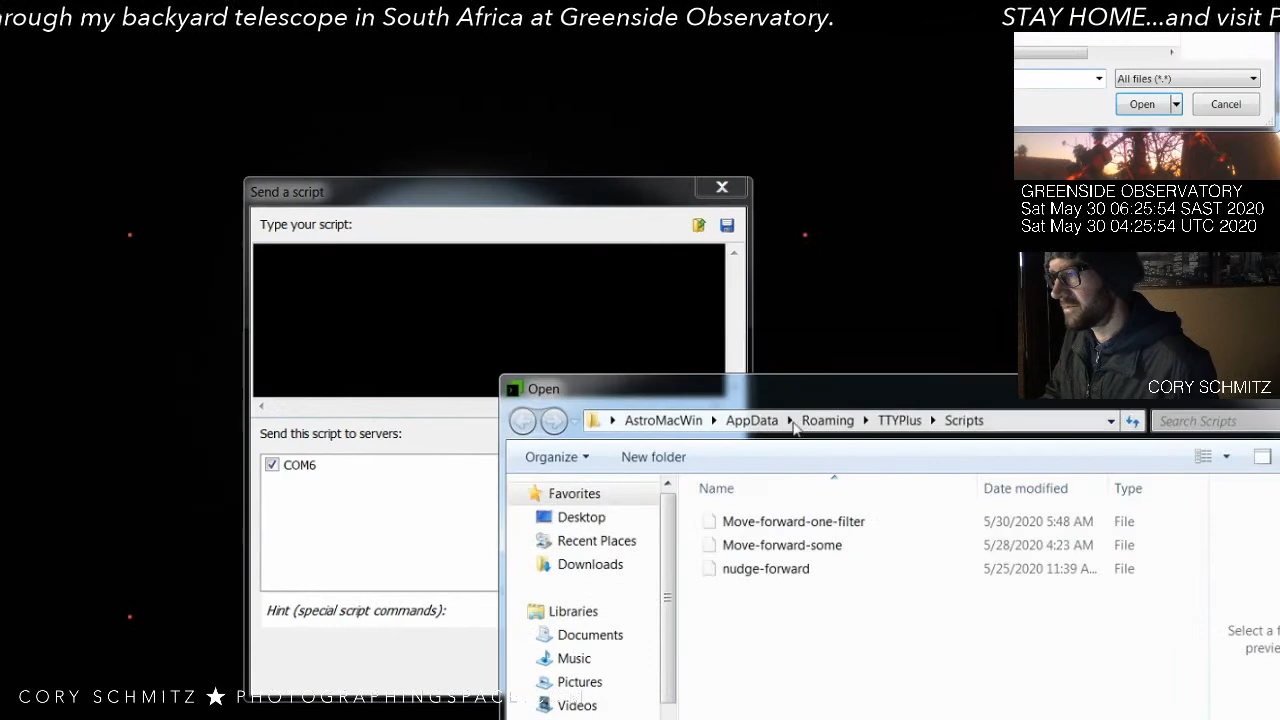 hrough my backyard telescope in South Africa at Greenside Observatory.
STAY HOME...and visit
All files (*.*)
Open
Cancel
GREENSIDE OBSERVATORY
Sat May 30 06:25:54 SAST 2020
Sat May 30 04:25:54 UTC 2020
CORY SCHMITZ
Send a script
Type your script:
Send this script to servers:
COM6
Hint (special script commands):
Open
AstroMacWin
AppData
Roaming
TTYPlus
Scripts
Search Scripts
Organize
New folder
Favorites
Desktop
Recent Places
Downloads
Libraries
Documents
Music
Pictures
Videos
Name
Date modified
Type
Move-forward-one-filter
5/30/2020 5:48 AM
File
Move-forward-some
5/28/2020 4:23 AM
File
nudge-forward
5/25/2020 11:39 A...
File
Select a f
previe
CORY SCHMITZ ★ PHOTOGRAPHINGSPACE.